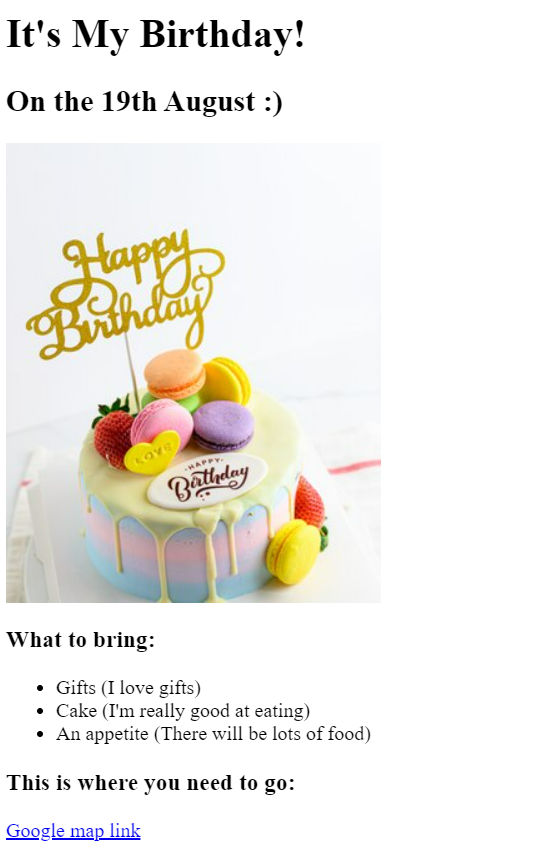 It's My Birthday!
On the 19th August :)
Happy
Birthday
LOVE
·HAPPY·
Birthday
What to bring:
Gifts (I love gifts)
Cake (I'm really good at eating)
An appetite (There will be lots of food)
This is where you need to go:
Google map link